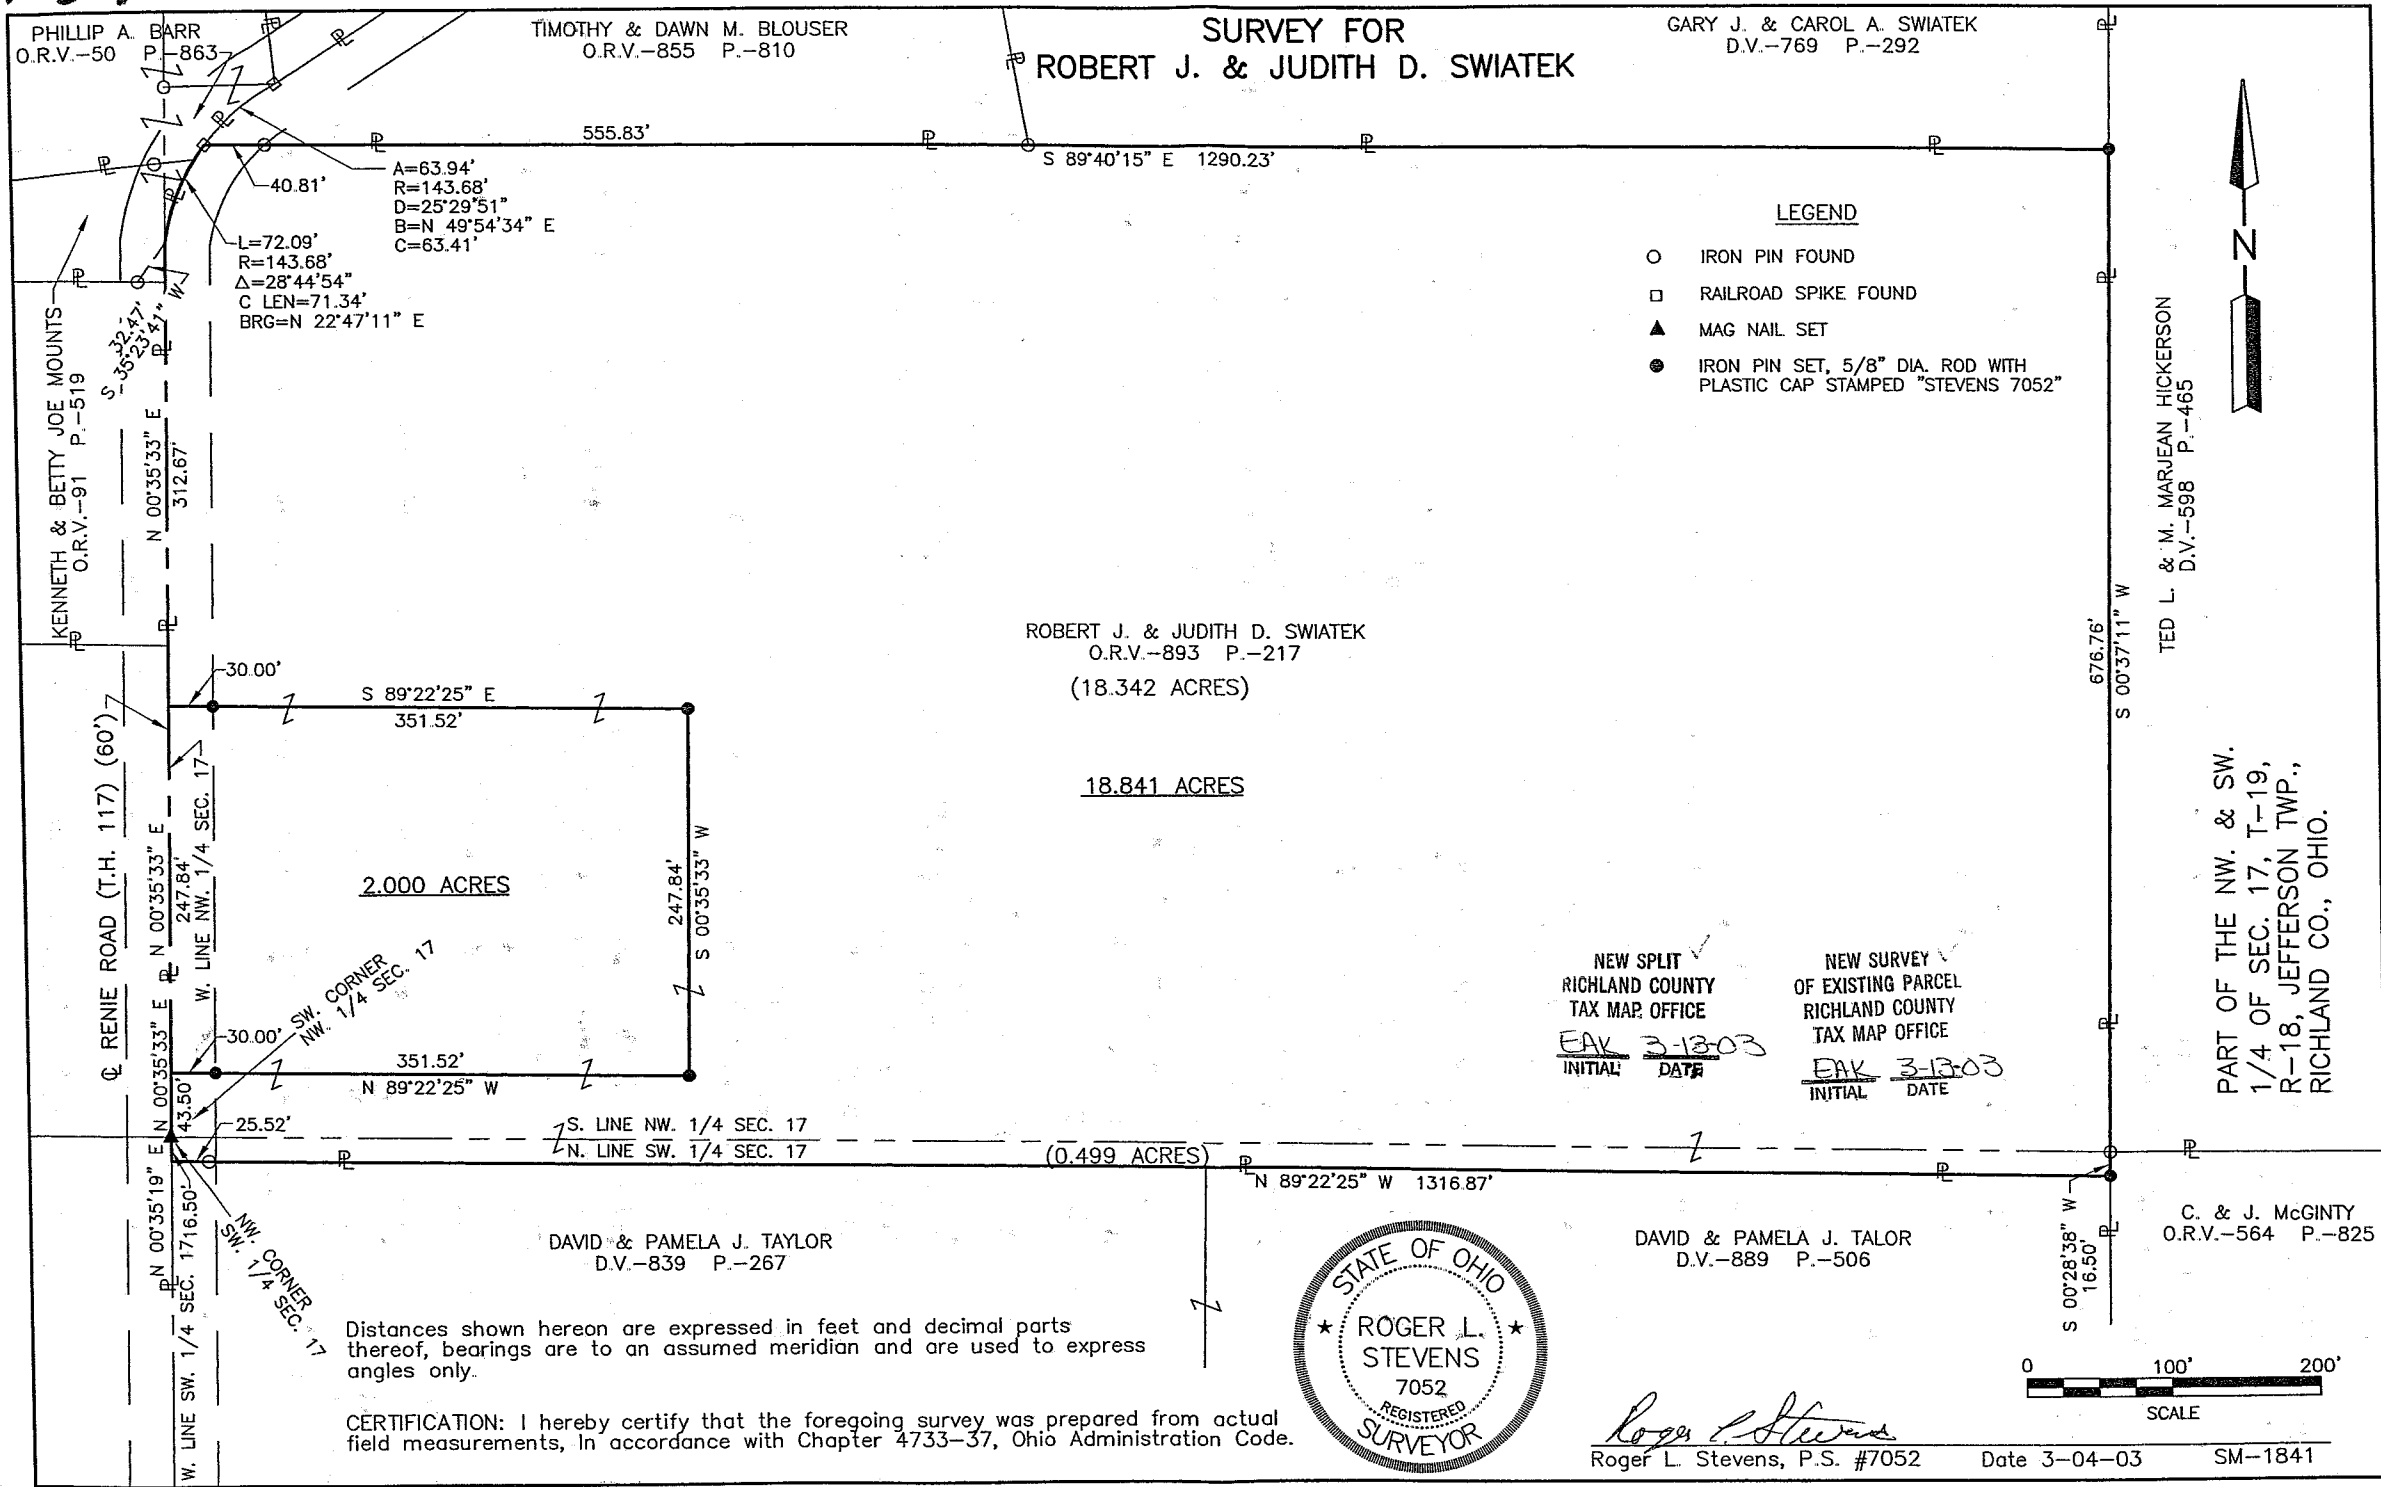 PHILLIP A. BARR
O.R.V.-50 P.-863
TIMOTHY & DAWN M. BLOUSER
O.R.V.-855 P.-810
SURVEY FOR
ROBERT J. & JUDITH D. SWIATEK
GARY J. & CAROL A. SWIATEK
D.V.-769 P.-292
555.83'
S 89°40'15" E 1290.23'
40.81'
A=63.94'
R=143.68'
D=25°29'51"
B=N 49°54'34" E
C=63.41'
L=72.09'
R=143.68'
Δ=28°44'54"
C LEN=71.34'
BRG=N 22°47'11" E
32.47'
S 35°23'41" W
KENNETH & BETTY JOE MOUNTS
O.R.V.-91 P.-519
N 00°35'33" E
312.67'
LEGEND
○ IRON PIN FOUND
□ RAILROAD SPIKE FOUND
▲ MAG NAIL SET
● IRON PIN SET, 5/8" DIA. ROD WITH
PLASTIC CAP STAMPED "STEVENS 7052"
N
TED L. & M. MARJEAN HICKERSON
D.V.-598 P.-465
676.76'
S 00°37'11" W
ROBERT J. & JUDITH D. SWIATEK
O.R.V.-893 P.-217
(18.342 ACRES)
18.841 ACRES
30.00'
S 89°22'25" E
351.52'
℄ RENIE ROAD (T.H. 117) (60')
N 00°35'33" E
247.84'
W. LINE NW. 1/4 SEC. 17
2.000 ACRES
247.84'
S 00°35'33" W
SW. CORNER
NW. 1/4 SEC. 17
30.00'
351.52'
N 89°22'25" W
N 00°35'33" E
43.50'
25.52'
S. LINE NW. 1/4 SEC. 17
N. LINE SW. 1/4 SEC. 17
(0.499 ACRES)
N 89°22'25" W 1316.87'
NEW SPLIT
RICHLAND COUNTY
TAX MAP OFFICE
EAK 3-13-03
INITIAL DATE
NEW SURVEY
OF EXISTING PARCEL
RICHLAND COUNTY
TAX MAP OFFICE
EAK 3-13-03
INITIAL DATE
PART OF THE NW. & SW.
1/4 OF SEC. 17, T-19,
R-18, JEFFERSON TWP.,
RICHLAND CO., OHIO.
N 00°35'19" E
16.50'
W. LINE SW. 1/4 SEC. 17
NW. CORNER
SW. 1/4 SEC. 17
DAVID & PAMELA J. TAYLOR
D.V.-839 P.-267
DAVID & PAMELA J. TALOR
D.V.-889 P.-506
S 00°28'38" W
16.50'
C. & J. McGINTY
O.R.V.-564 P.-825
Distances shown hereon are expressed in feet and decimal parts
thereof, bearings are to an assumed meridian and are used to express
angles only.
CERTIFICATION: I hereby certify that the foregoing survey was prepared from actual
field measurements, In accordance with Chapter 4733-37, Ohio Administration Code.
STATE OF OHIO
★ ROGER L. ★
STEVENS
7052
REGISTERED
SURVEYOR
0 100' 200'
SCALE
Roger L. Stevens
Roger L. Stevens, P.S. #7052 Date 3-04-03 SM-1841